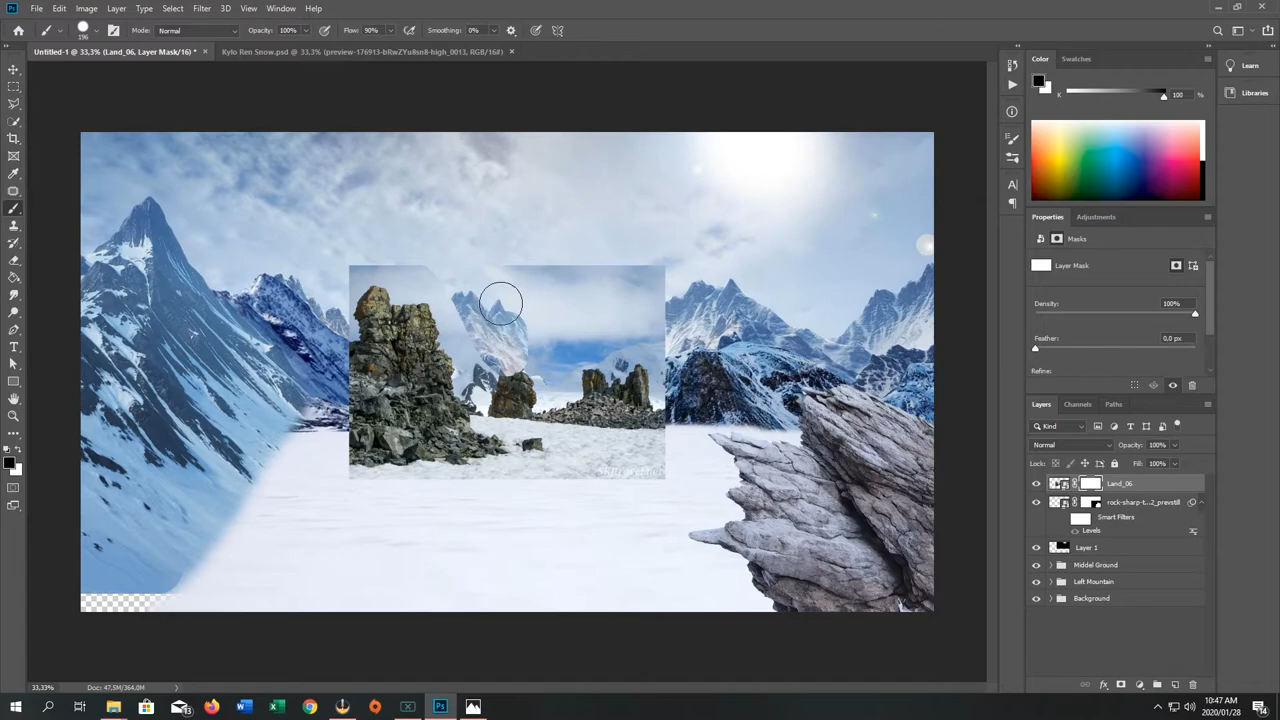 File Edit Image Layer Type Select Filter 3D View Window Help
196 Mode: Normal Opacity: 100% Flow: 90% Smoothing: 0%
Untitled-1 @ 33,3% (Land_06, Layer Mask/16) * × Kylo Ren Snow.psd @ 33,3% (preview-176913-bRwZY8uBsnB-high_0013, RGB/16#) ×
Color Swatches
K 100 %
Learn
Libraries
Properties Adjustments
Masks
Layer Mask
Density: 100%
Feather: 0,0 px
Refine:
Layers Channels Paths
Kind
Normal Opacity: 100%
Lock: Fill: 100%
Land_06
rock-sharp-t...2_prevstill
Smart Filters
Levels
Layer 1
Middel Ground
Left Mountain
Background
33,33% Doc: 47,5M/364,0M
10:47 AM
2020/01/28